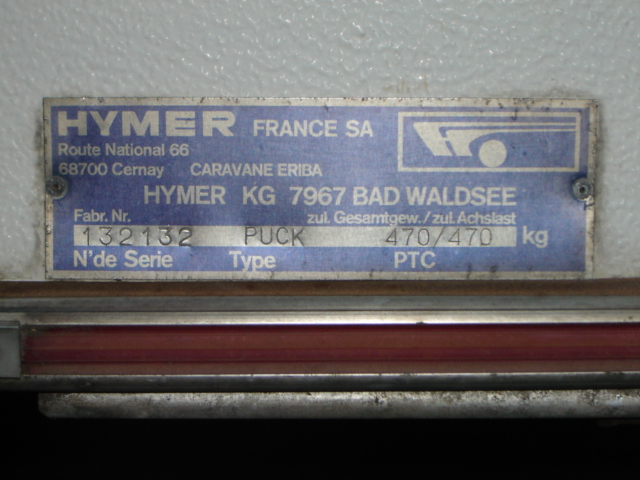 HYMER FRANCE SA
Route National 66
68700 Cernay CARAVANE ERIBA
HYMER KG 7967 BAD WALDSEE
Fabr. Nr. zul. Gesamtgew./zul. Achslast
132132 PUCK 470/470 kg
N'de Serie Type PTC